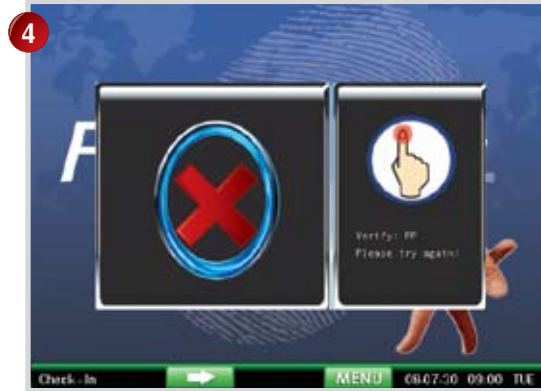 4
F
Verify: FP
Please try again!
Check-In
MENU 09:00 TUE